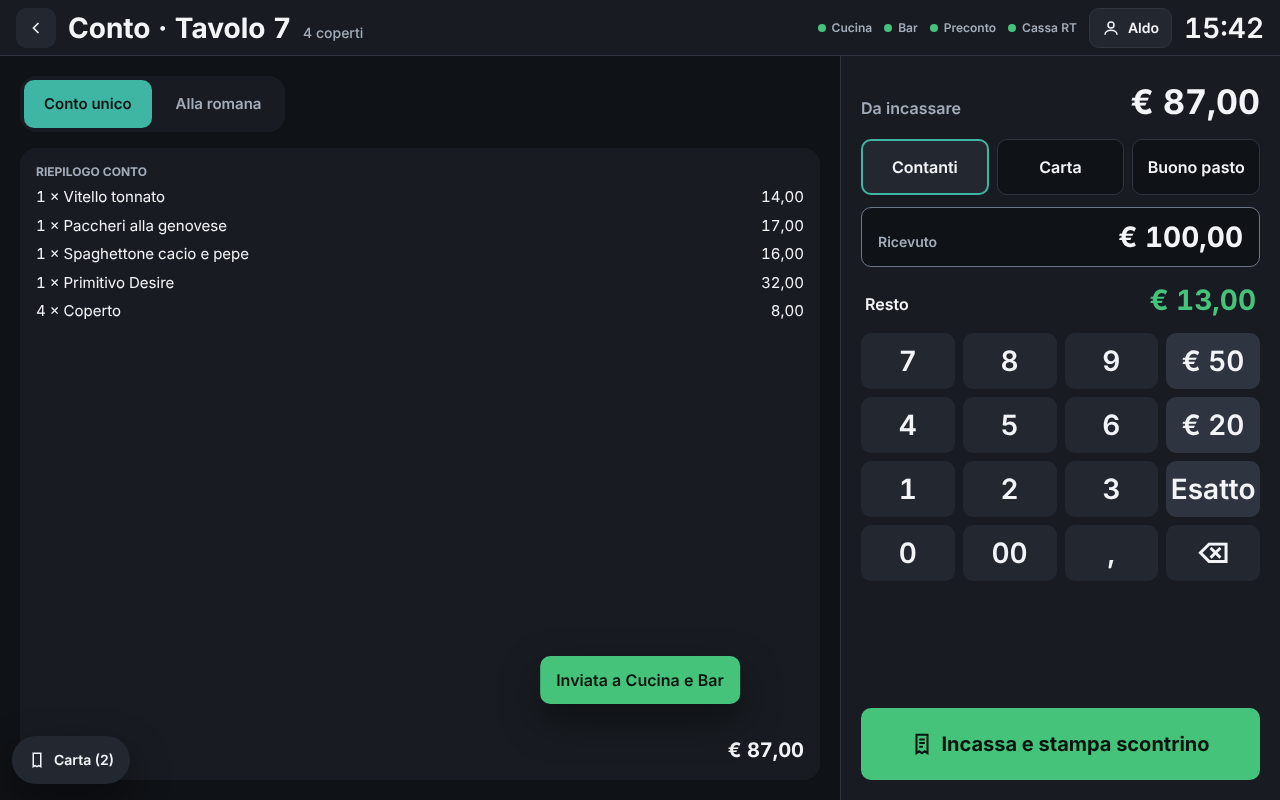 Conto · Tavolo 7 4 coperti
Cucina Bar Preconto Cassa RT Aldo 15:42
Conto unico Alla romana
RIEPILOGO CONTO
1 × Vitello tonnato 14,00
1 × Paccheri alla genovese 17,00
1 × Spaghettone cacio e pepe 16,00
1 × Primitivo Desire 32,00
4 × Coperto 8,00
Inviata a Cucina e Bar
€ 87,00
Carta (2)
Da incassare € 87,00
Contanti Carta Buono pasto
Ricevuto € 100,00
Resto € 13,00
7 8 9 € 50
4 5 6 € 20
1 2 3 Esatto
0 00 ,
Incassa e stampa scontrino